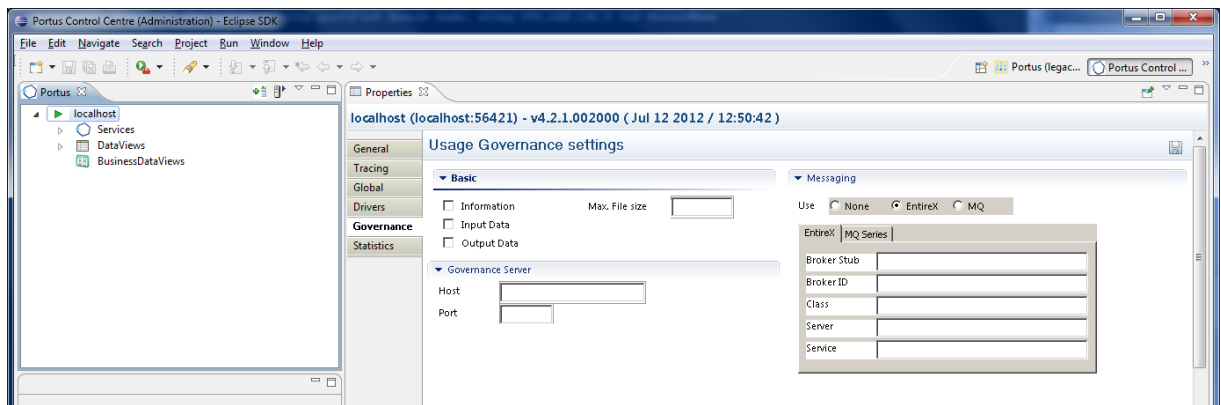 Portus Control Centre (Administration) - Eclipse SDK
File Edit Navigate Search Project Run Window Help
Portus (legac... Portus Control ... »
Portus
Properties
localhost
Services
DataViews
BusinessDataViews
localhost (localhost:56421) - v4.2.1.002000 ( Jul 12 2012 / 12:50:42 )
General
Tracing
Global
Drivers
Governance
Statistics
Usage Governance settings
Basic
Information Max. File size
Input Data
Output Data
Governance Server
Host
Port
Messaging
Use None EntireX MQ
EntireX MQ Series
Broker Stub
Broker ID
Class
Server
Service